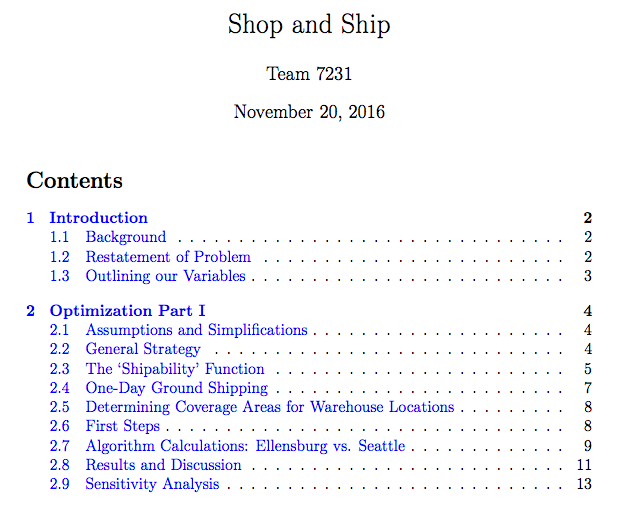 Shop and Ship
Team 7231
November 20, 2016
Contents
1 Introduction 2
1.1 Background . . . . . . . . . . . . . . . . . . . . . . . . . . . . . . . . 2
1.2 Restatement of Problem . . . . . . . . . . . . . . . . . . . . . . . . . 2
1.3 Outlining our Variables . . . . . . . . . . . . . . . . . . . . . . . . . . 3
2 Optimization Part I 4
2.1 Assumptions and Simplifications . . . . . . . . . . . . . . . . . . . . . 4
2.2 General Strategy . . . . . . . . . . . . . . . . . . . . . . . . . . . . . 4
2.3 The ‘Shipability’ Function . . . . . . . . . . . . . . . . . . . . . . . . 5
2.4 One-Day Ground Shipping . . . . . . . . . . . . . . . . . . . . . . . . 7
2.5 Determining Coverage Areas for Warehouse Locations . . . . . . . . . 8
2.6 First Steps . . . . . . . . . . . . . . . . . . . . . . . . . . . . . . . . . 8
2.7 Algorithm Calculations: Ellensburg vs. Seattle . . . . . . . . . . . . . 9
2.8 Results and Discussion . . . . . . . . . . . . . . . . . . . . . . . . . . 11
2.9 Sensitivity Analysis . . . . . . . . . . . . . . . . . . . . . . . . . . . . 13